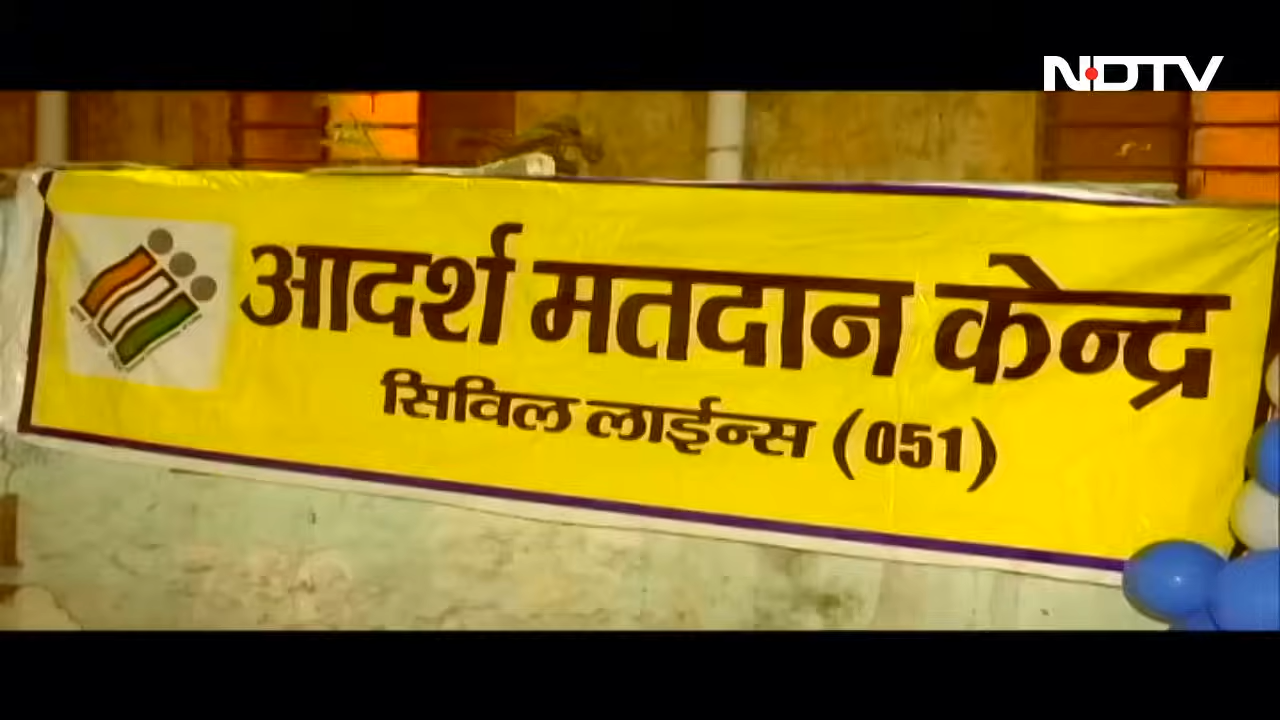 NDTV
आदर्श मतदान केन्द्र
सिविल लाईन्स (051)